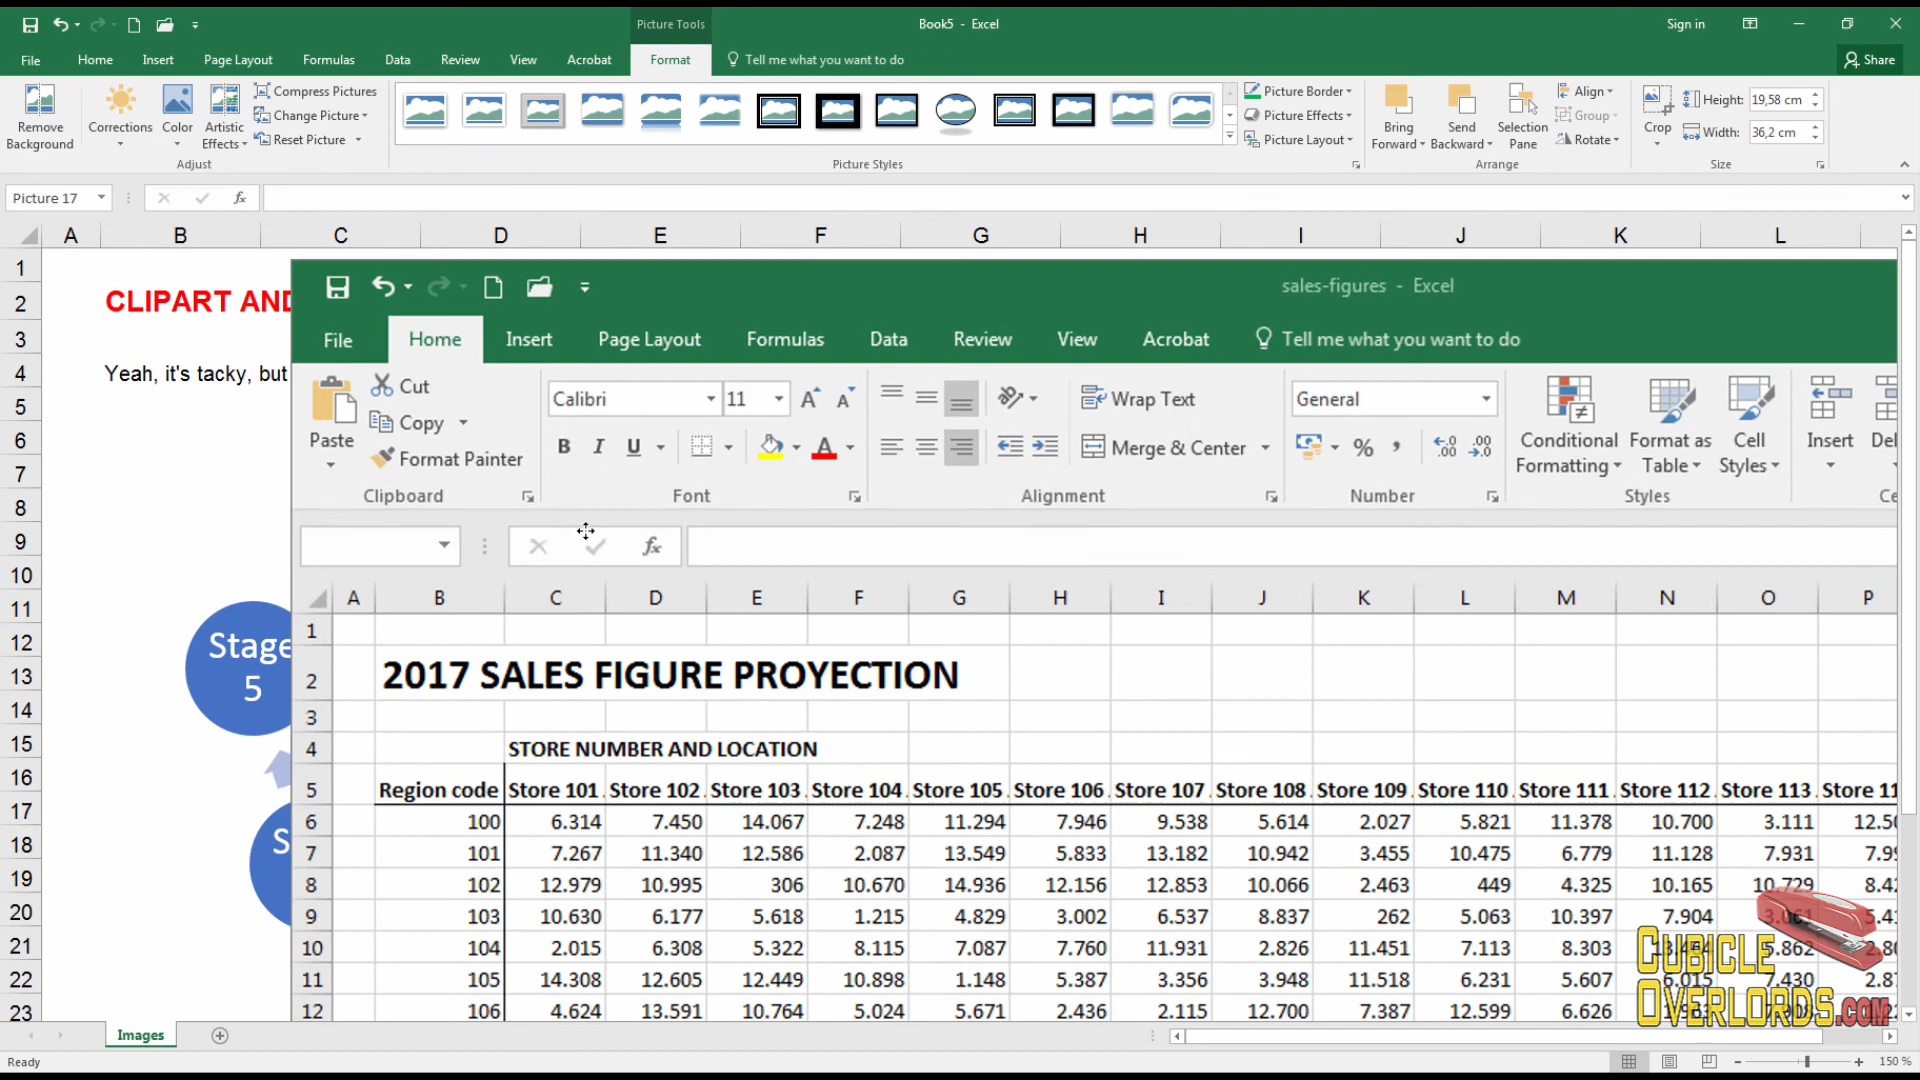 Picture Tools
Book5 - Excel
Sign in
File Home Insert Page Layout Formulas Data Review View Acrobat Format Tell me what you want to do Share
Remove Background
Corrections
Color
Artistic Effects
Compress Pictures
Change Picture
Reset Picture
Adjust
Picture Styles
Picture Border
Picture Effects
Picture Layout
Bring Forward
Send Backward
Selection Pane
Align
Group
Rotate
Arrange
Crop
Height: 19,58 cm
Width: 36,2 cm
Size
Picture 17 fx
A B C D E F G H I J K L
1
2 CLIPART AND
3
4 Yeah, it's tacky, but
5
6
7
8
9
10
11
12
13
14
15
16
17
18
19
20
21
22
23
Stage 5
S
sales-figures - Excel
File Home Insert Page Layout Formulas Data Review View Acrobat Tell me what you want to do
Paste
Cut
Copy
Format Painter
Clipboard
Calibri 11
B I U A
Font
Wrap Text
Merge & Center
Alignment
General
%
Number
Conditional Formatting
Format as Table
Cell Styles
Styles
Insert
Del
Ce
fx
A B C D E F G H I J K L M N O P
1
2 2017 SALES FIGURE PROYECTION
3
4 STORE NUMBER AND LOCATION
5 Region code Store 101 Store 102 Store 103 Store 104 Store 105 Store 106 Store 107 Store 108 Store 109 Store 110 Store 111 Store 112 Store 113 Store 11
6 100 6.314 7.450 14.067 7.248 11.294 7.946 9.538 5.614 2.027 5.821 11.378 10.700 3.111 12.50
7 101 7.267 11.340 12.586 2.087 13.549 5.833 13.182 10.942 3.455 10.475 6.779 11.128 7.931 7.99
8 102 12.979 10.995 306 10.670 14.936 12.156 12.853 10.066 2.463 449 4.325 10.165 10.729 8.42
9 103 10.630 6.177 5.618 1.215 4.829 3.002 6.537 8.837 262 5.063 10.397 7.904
10 104 2.015 6.308 5.322 8.115 7.087 7.760 11.931 2.826 11.451 7.113 8.303 5.862
11 105 14.308 12.605 12.449 10.898 1.148 5.387 3.356 3.948 11.518 6.231 5.607 6.015 7.430 2.87
12 106 4.624 13.591 10.764 5.024 5.671 2.436 2.115 12.700 7.387 12.599 6.626
CUBICLE
OVERLORDS.COM
Images
Ready
150 %